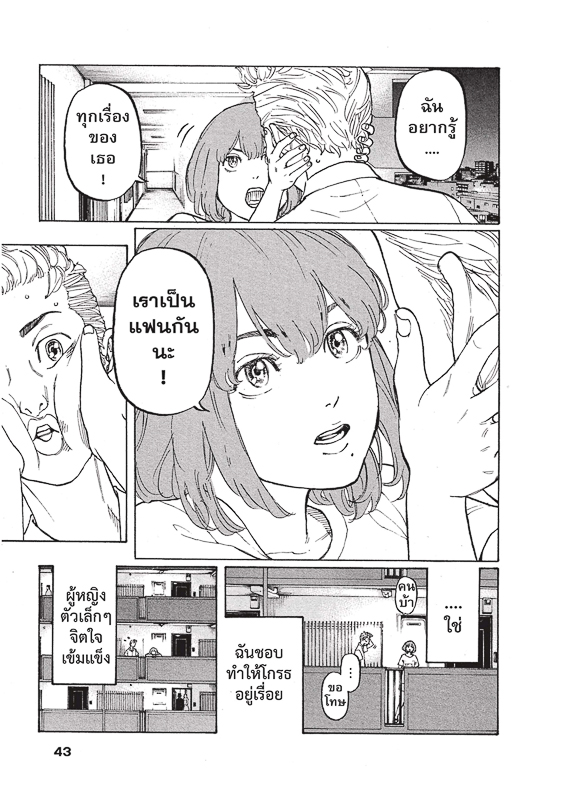 ฉัน
อยากรู้
....
ทุกเรื่อง
ของ
เธอ
!
เราเป็น
แฟนกัน
นะ
!
....
ใช่
คน
บ้า
...
ขอ
โทษ
ฉันชอบ
ทำให้โกรธ
อยู่เรื่อย
ผู้หญิง
ตัวเล็กๆ
จิตใจ
เข้มแข็ง
43